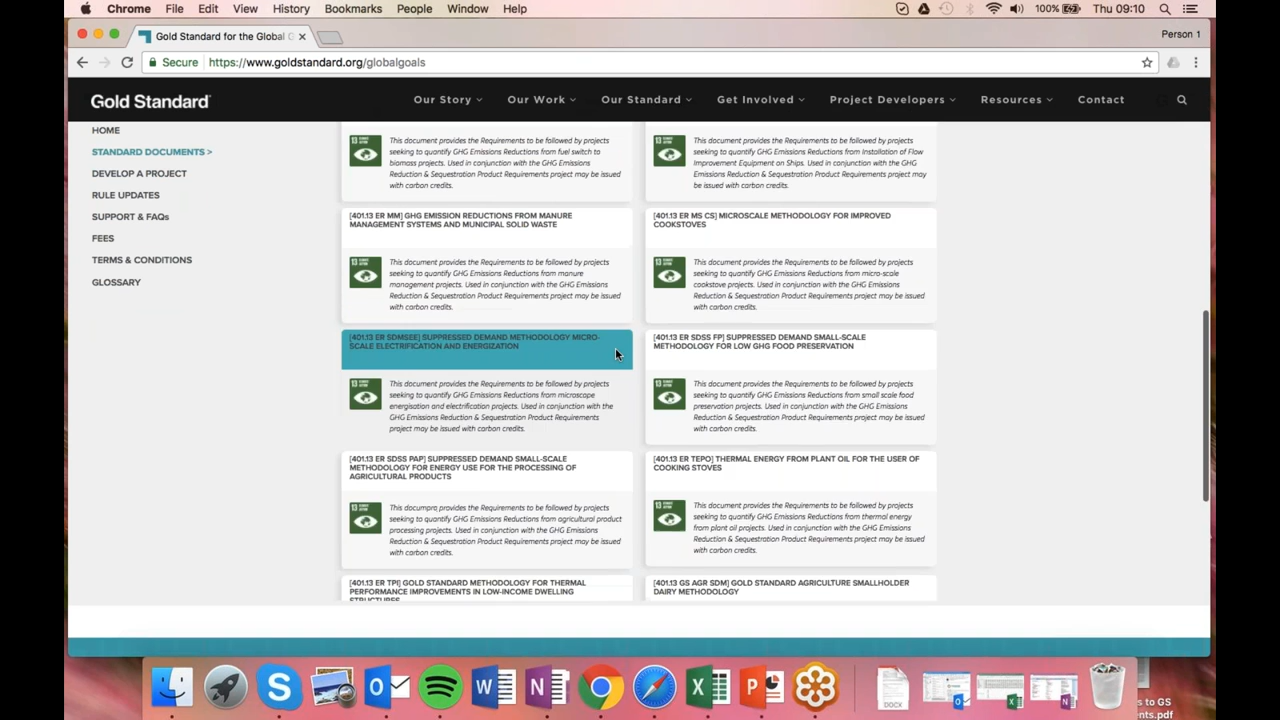 Chrome File Edit View History Bookmarks People Window Help
100% Thu 09:10
Gold Standard for the Global G
Person 1
Secure https://www.goldstandard.org/globalgoals
Gold Standard
Our Story Our Work Our Standard Get Involved Project Developers Resources Contact
HOME
STANDARD DOCUMENTS >
DEVELOP A PROJECT
RULE UPDATES
SUPPORT & FAQs
FEES
TERMS & CONDITIONS
GLOSSARY
This document provides the Requirements to be followed by projects
seeking to quantify GHG Emissions Reductions from fuel switch to
biomass projects. Used in conjunction with the GHG Emissions
Reduction & Sequestration Product Requirements project may be
issued with carbon credits.
This document provides the Requirements to be followed by projects
seeking to quantify GHG Emissions Reductions from Installation of Flow
Improvement Equipment on Ships. Used in conjunction with the GHG
Emissions Reduction & Sequestration Product Requirements project may
be issued with carbon credits.
[401.13 ER MM] GHG EMISSION REDUCTIONS FROM MANURE
MANAGEMENT SYSTEMS AND MUNICIPAL SOLID WASTE
This document provides the Requirements to be followed by projects
seeking to quantify GHG Emissions Reductions from manure
management projects. Used in conjunction with the GHG Emissions
Reduction & Sequestration Product Requirements project may be issued
with carbon credits.
[401.13 ER MS CS] MICROSCALE METHODOLOGY FOR IMPROVED
COOKSTOVES
This document provides the Requirements to be followed by projects
seeking to quantify GHG Emissions Reductions from micro-scale
cookstove projects. Used in conjunction with the GHG Emissions
Reduction & Sequestration Product Requirements project may be issued
with carbon credits.
[401.13 ER SDMSEE] SUPPRESSED DEMAND METHODOLOGY MICRO-
SCALE ELECTRIFICATION AND ENERGIZATION
This document provides the Requirements to be followed by projects
seeking to quantify GHG Emissions Reductions from microscope
energisation and electrification projects. Used in conjunction with the
GHG Emissions Reduction & Sequestration Product Requirements
project may be issued with carbon credits.
[401.13 ER SDSS FP] SUPPRESSED DEMAND SMALL-SCALE
METHODOLOGY FOR LOW GHG FOOD PRESERVATION
This document provides the Requirements to be followed by projects
seeking to quantify GHG Emissions Reductions from small scale food
preservation projects. Used in conjunction with the GHG Emissions
Reduction & Sequestration Product Requirements project may be issued
with carbon credits.
[401.13 ER SDSS PAP] SUPPRESSED DEMAND SMALL-SCALE
METHODOLOGY FOR ENERGY USE FOR THE PROCESSING OF
AGRICULTURAL PRODUCTS
This documpro provides the Requirements to be followed by projects
seeking to quantify GHG Emissions Reductions from agricultural product
processing projects. Used in conjunction with the GHG Emissions
Reduction & Sequestration Product Requirements project may be issued
with carbon credits.
[401.13 ER TEPO] THERMAL ENERGY FROM PLANT OIL FOR THE USER OF
COOKING STOVES
This document provides the Requirements to be followed by projects
seeking to quantify GHG Emissions Reductions from thermal energy
from plant oil projects. Used in conjunction with the GHG Emissions
Reduction & Sequestration Product Requirements project may be issued
with carbon credits.
[401.13 ER TPI] GOLD STANDARD METHODOLOGY FOR THERMAL
PERFORMANCE IMPROVEMENTS IN LOW-INCOME DWELLING
STRUCTURES
[401.13 GS AGR SDM] GOLD STANDARD AGRICULTURE SMALLHOLDER
DAIRY METHODOLOGY
DOCX
s to GS
ents.pdf